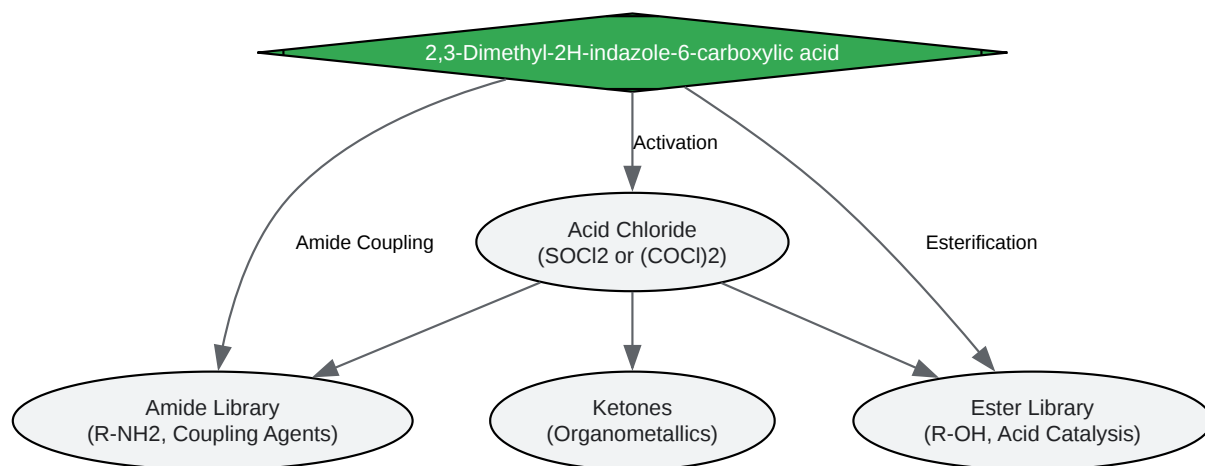 2,3-Dimethyl-2H-indazole-6-carboxylic acid
Activation
Acid Chloride
(SOCl2 or (COCl)2)
Amide Coupling
Esterification
Amide Library
(R-NH2, Coupling Agents)
Ketones
(Organometallics)
Ester Library
(R-OH, Acid Catalysis)